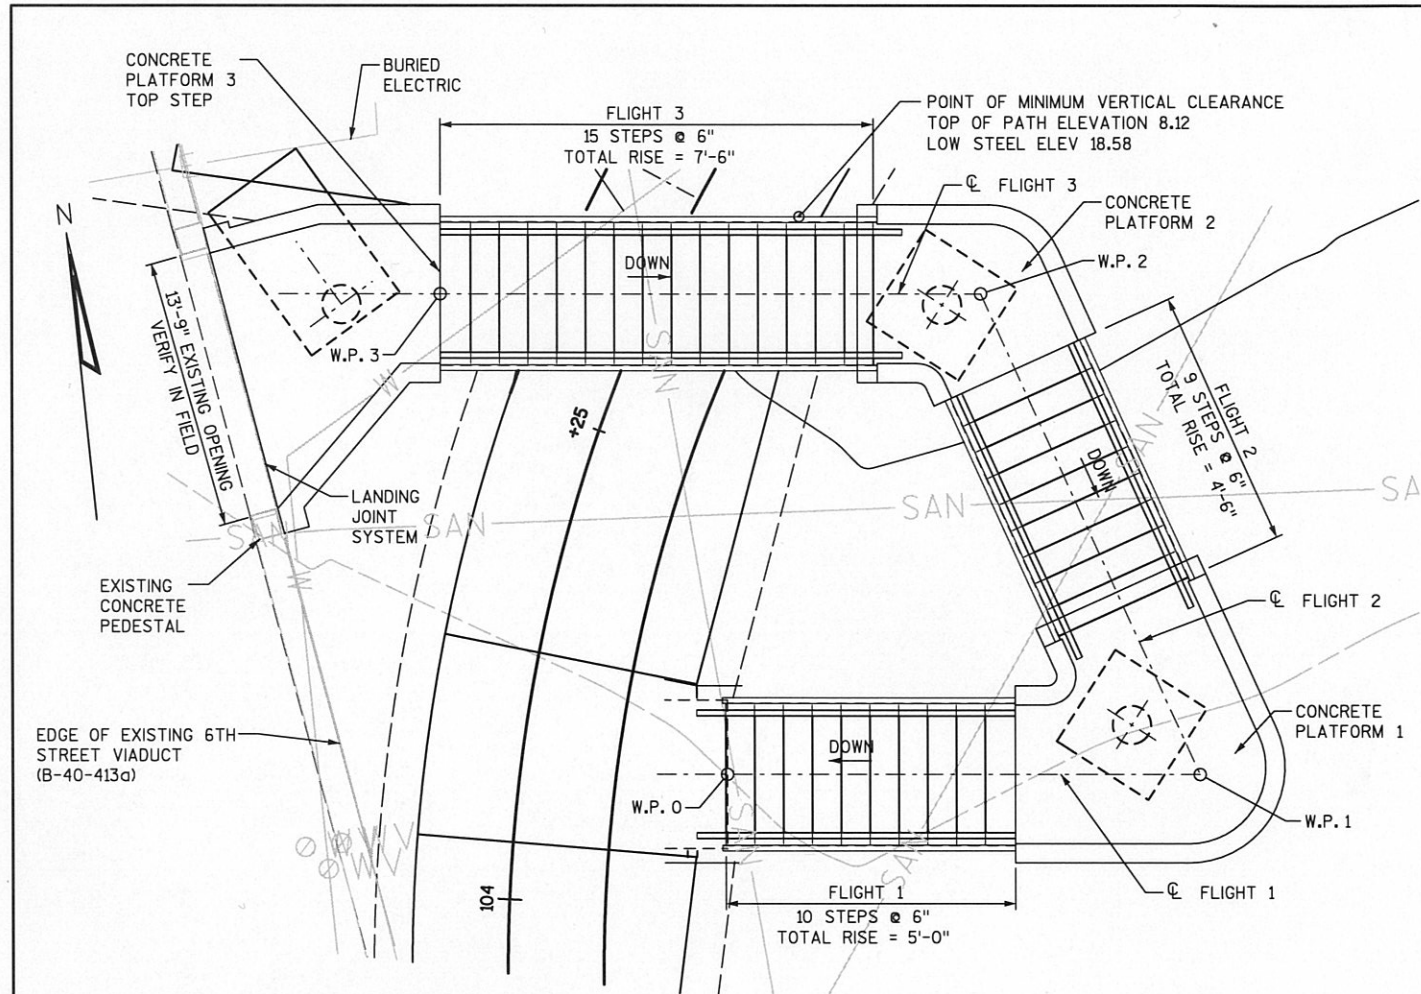 CONCRETE
PLATFORM 3
TOP STEP
BURIED
ELECTRIC
FLIGHT 3
15 STEPS @ 6"
TOTAL RISE = 7'-6"
POINT OF MINIMUM VERTICAL CLEARANCE
TOP OF PATH ELEVATION 8.12
LOW STEEL ELEV 18.58
℄ FLIGHT 3
CONCRETE
PLATFORM 2
N
DOWN
W.P. 2
W.P. 3
13'-9" EXISTING OPENING
VERIFY IN FIELD
W
SAN
+25
FLIGHT 2
9 STEPS @ 6"
TOTAL RISE = 4'-6"
DOWN
SAN
LANDING
JOINT
SYSTEM
SAN
SAN
SAN
SA
W
EXISTING
CONCRETE
PEDESTAL
℄ FLIGHT 2
EDGE OF EXISTING 6TH
STREET VIADUCT
(B-40-413a)
DOWN
CONCRETE
PLATFORM 1
W.P. 0
W.P. 1
SAN
104
FLIGHT 1
10 STEPS @ 6"
TOTAL RISE = 5'-0"
℄ FLIGHT 1